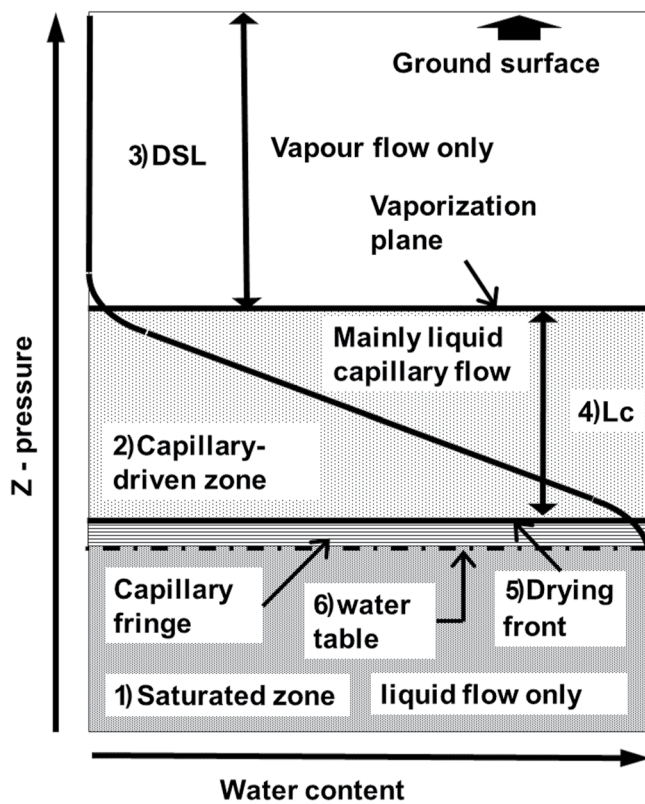 Ground surface
3)DSL
Vapour flow only
Vaporization
plane
Mainly liquid
capillary flow
4)Lc
2)Capillary-
driven zone
Capillary
fringe
6)water
table
5)Drying
front
1)Saturated zone
liquid flow only
Z - pressure
Water content